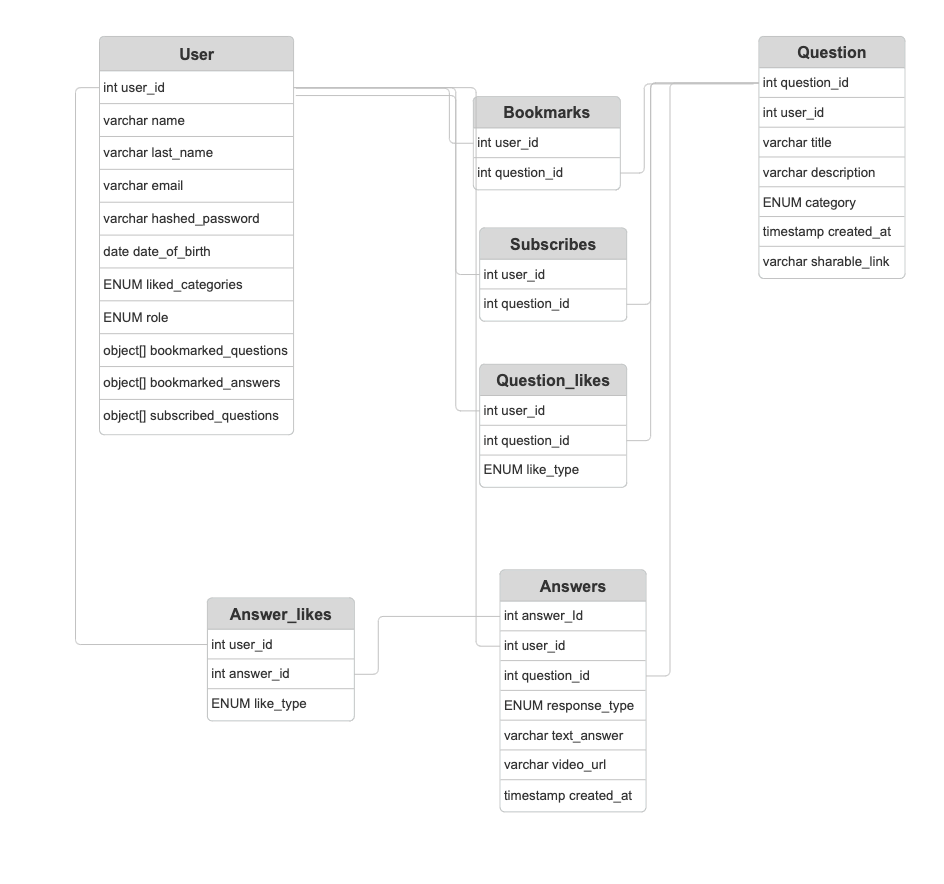 User
int user_id
varchar name
varchar last_name
varchar email
varchar hashed_password
date date_of_birth
ENUM liked_categories
ENUM role
object[] bookmarked_questions
object[] bookmarked_answers
object[] subscribed_questions
Bookmarks
int user_id
int question_id
Subscribes
int user_id
int question_id
Question_likes
int user_id
int question_id
ENUM like_type
Question
int question_id
int user_id
varchar title
varchar description
ENUM category
timestamp created_at
varchar sharable_link
Answer_likes
int user_id
int answer_id
ENUM like_type
Answers
int answer_Id
int user_id
int question_id
ENUM response_type
varchar text_answer
varchar video_url
timestamp created_at